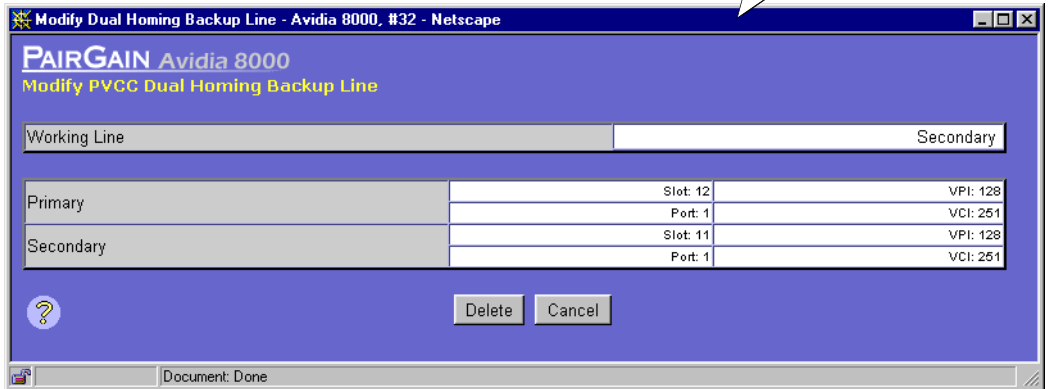 Modify Dual Homing Backup Line - Avidia 8000, #32 - Netscape
PAIRGAIN Avidia 8000
Modify PVCC Dual Homing Backup Line
Working Line Secondary
Primary Slot: 12 VPI: 128
Port: 1 VCI: 251
Secondary Slot: 11 VPI: 128
Port: 1 VCI: 251
? Delete Cancel
Document: Done